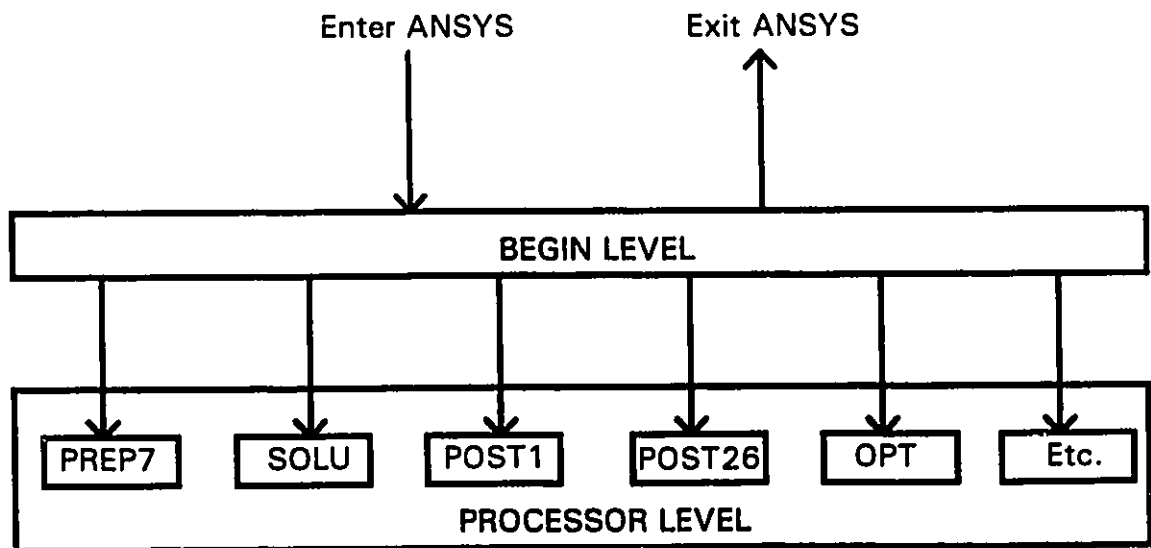 Enter ANSYS Exit ANSYS
BEGIN LEVEL
PREP7 SOLU POST1 POST26 OPT Etc.
PROCESSOR LEVEL